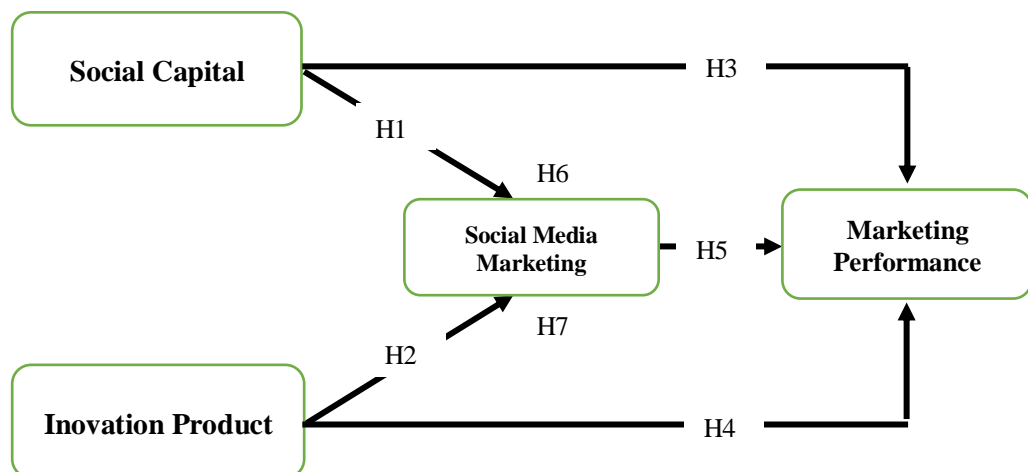 Social Capital
H3
H1
H6
Social Media
Marketing
H5
Marketing
Performance
H7
H2
Inovation Product
H4